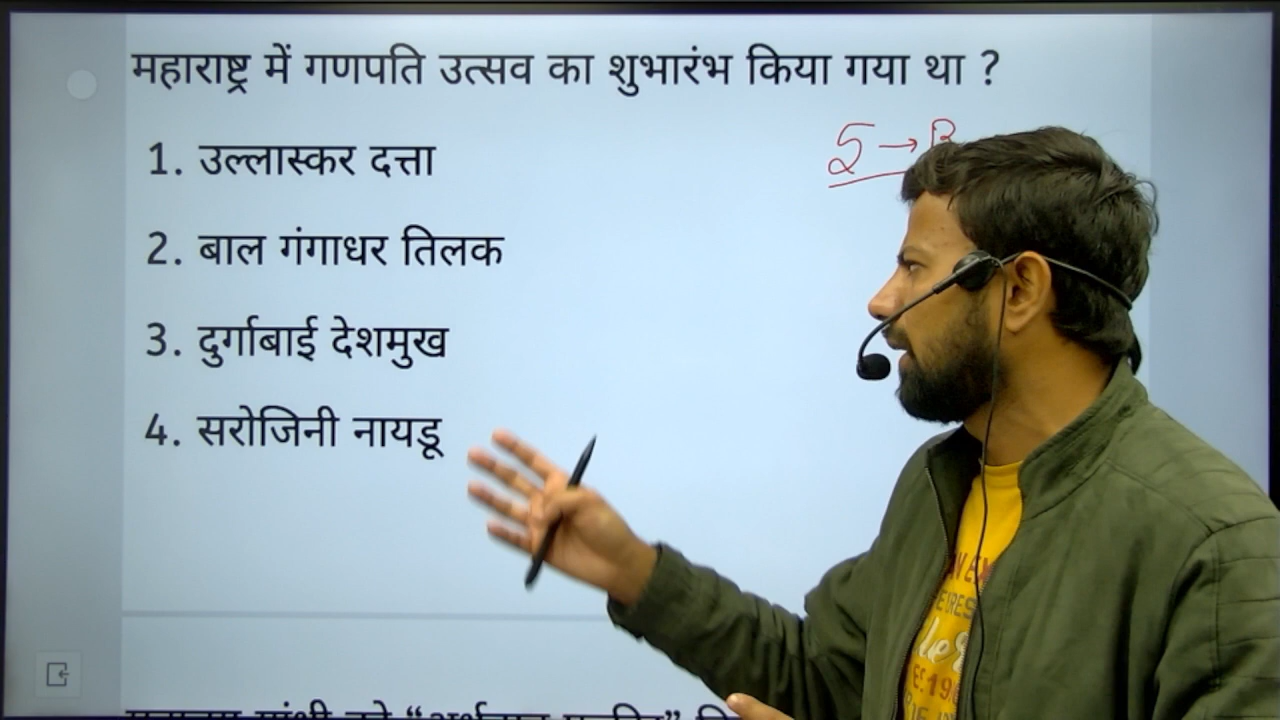 महाराष्ट्र में गणपति उत्सव का शुभारंभ किया गया था ?
1. उल्लास्कर दत्ता
2. बाल गंगाधर तिलक
3. दुर्गाबाई देशमुख
4. सरोजिनी नायडू